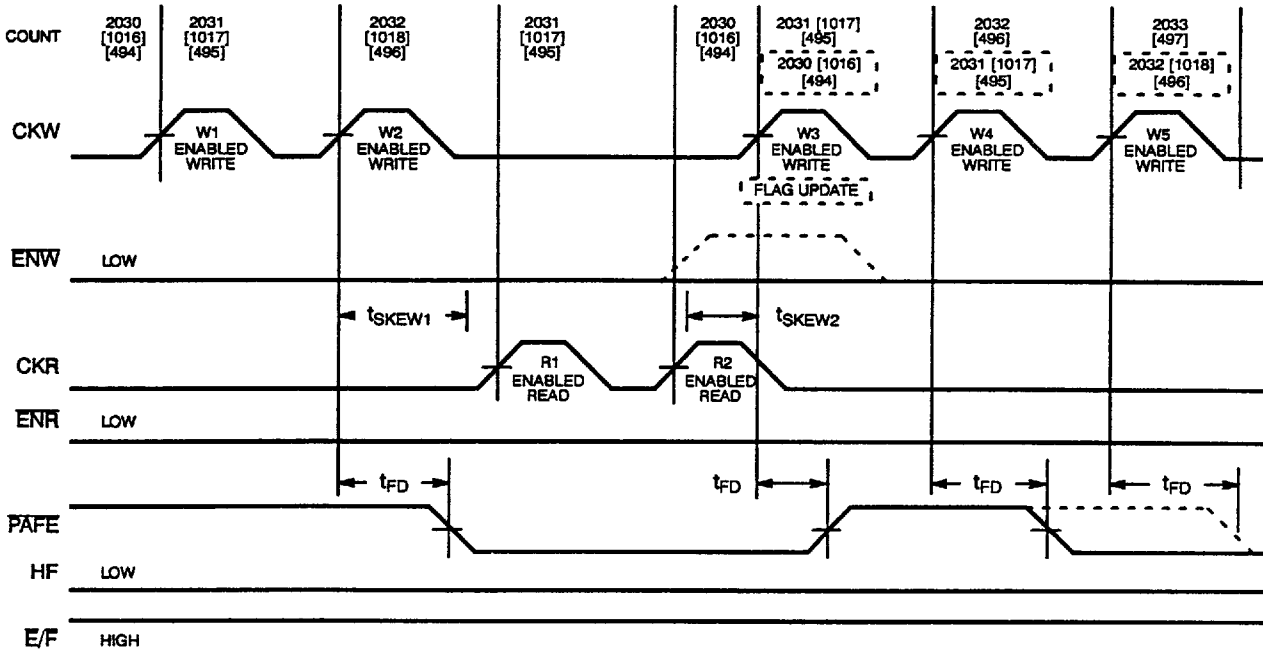 COUNT
2030
[1016]
[494]
2031
[1017]
[495]
2032
[1018]
[496]
2031
[1017]
[495]
2030
[1016]
[494]
2031 [1017]
[495]
2030 [1016]
[494]
2032
[496]
2031 [1017]
[495]
2033
[497]
2032 [1018]
[496]
CKW
W1
ENABLED
WRITE
W2
ENABLED
WRITE
W3
ENABLED
WRITE
W4
ENABLED
WRITE
W5
ENABLED
WRITE
FLAG UPDATE
ENW
LOW
tSKEW1
tSKEW2
CKR
R1
ENABLED
READ
R2
ENABLED
READ
ENR
LOW
tFD
tFD
tFD
tFD
PAFE
HF
LOW
E/F
HIGH